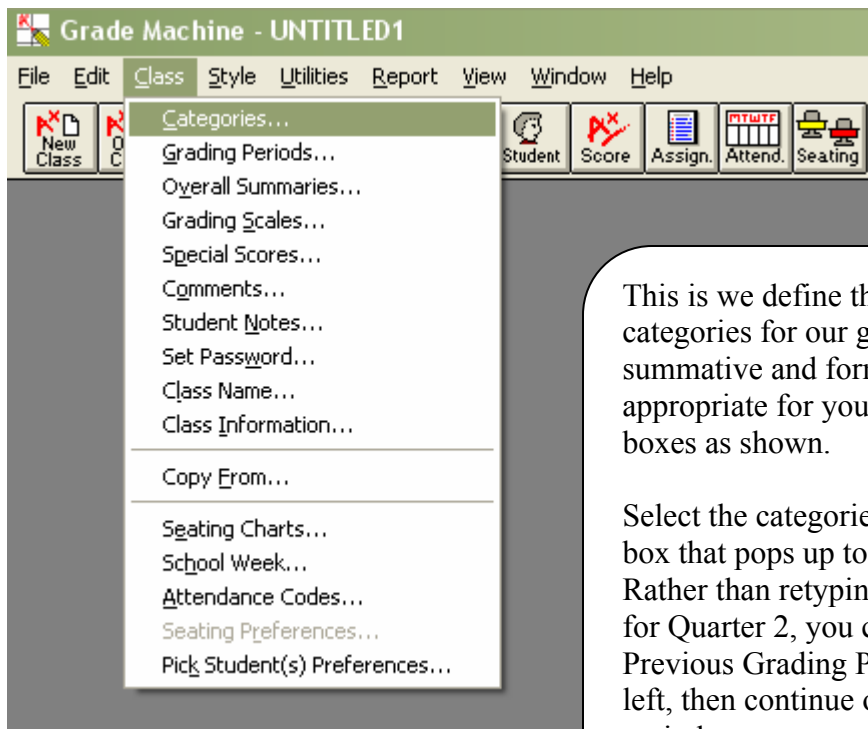 Grade Machine - UNTITLED1
File Edit Class Style Utilities Report View Window Help
New Class
Student Score Assign. MTWTF Attend. Seating
Categories...
Grading Periods...
Overall Summaries...
Grading Scales...
Special Scores...
Comments...
Student Notes...
Set Password...
Class Name...
Class Information...
Copy From...
Seating Charts...
School Week...
Attendance Codes...
Seating Preferences...
Pick Student(s) Preferences...
This is we define th
categories for our g
summative and for
appropriate for you
boxes as shown.
Select the categorie
box that pops up to
Rather than retypin
for Quarter 2, you
Previous Grading P
left, then continue